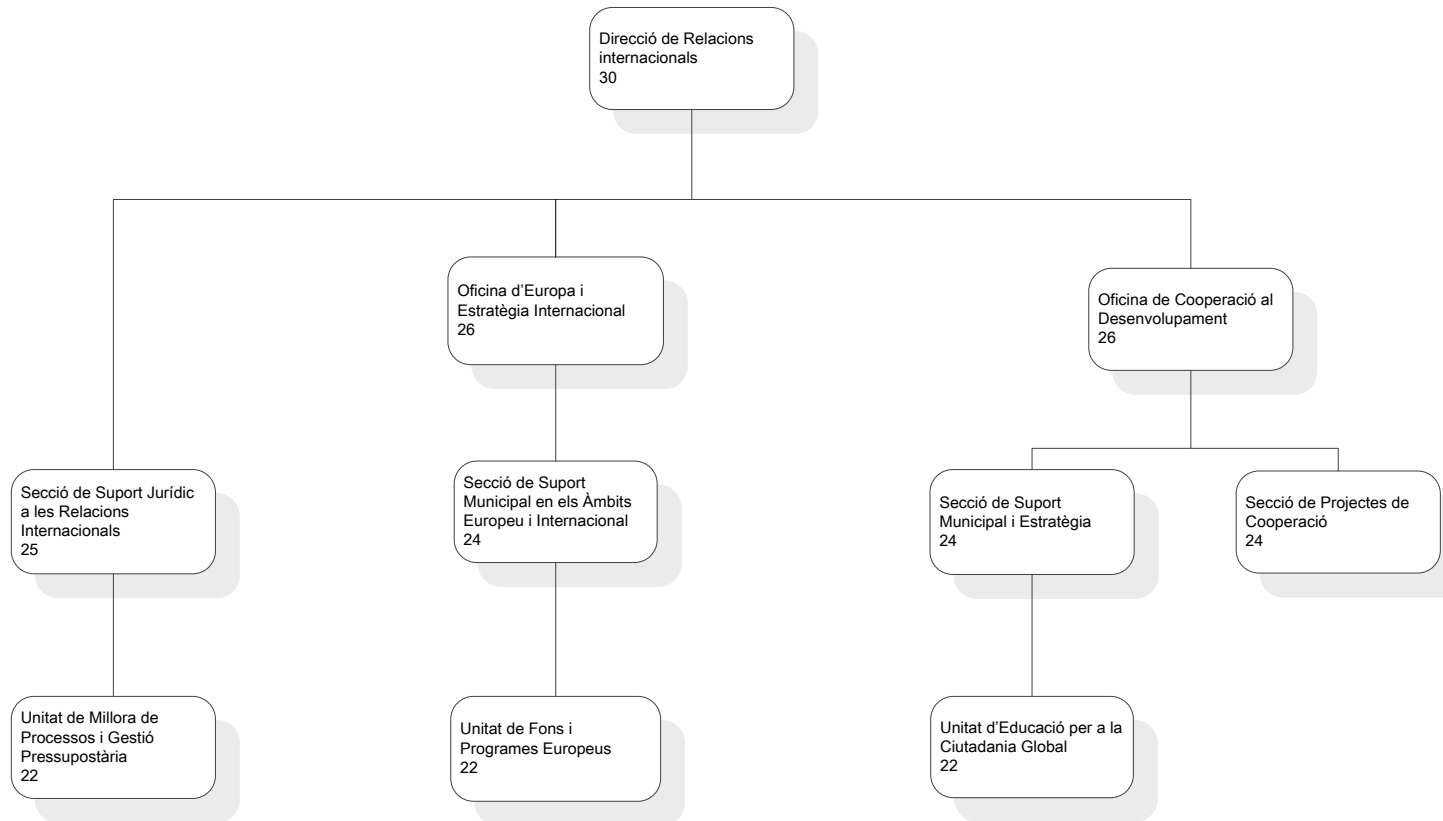 Direcció de Relacions
internacionals
30
Oficina d’Europa i
Estratègia Internacional
26
Oficina de Cooperació al
Desenvolupament
26
Secció de Suport Jurídic
a les Relacions
Internacionals
25
Secció de Suport
Municipal en els Àmbits
Europeu i Internacional
24
Secció de Suport
Municipal i Estratègia
24
Secció de Projectes de
Cooperació
24
Unitat de Millora de
Processos i Gestió
Pressupostària
22
Unitat de Fons i
Programes Europeus
22
Unitat d’Educació per a la
Ciutadania Global
22